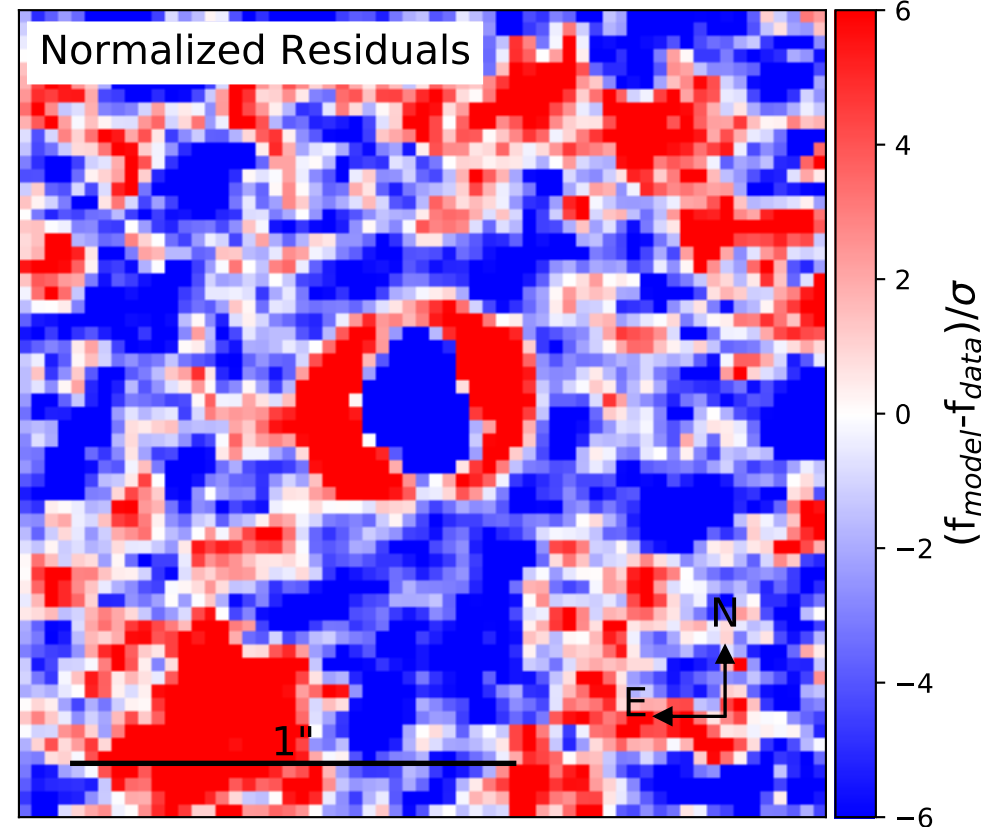 Normalized Residuals
6
4
2
0
−2
−4
−6
(f_model-f_data)/σ
N
E
1"